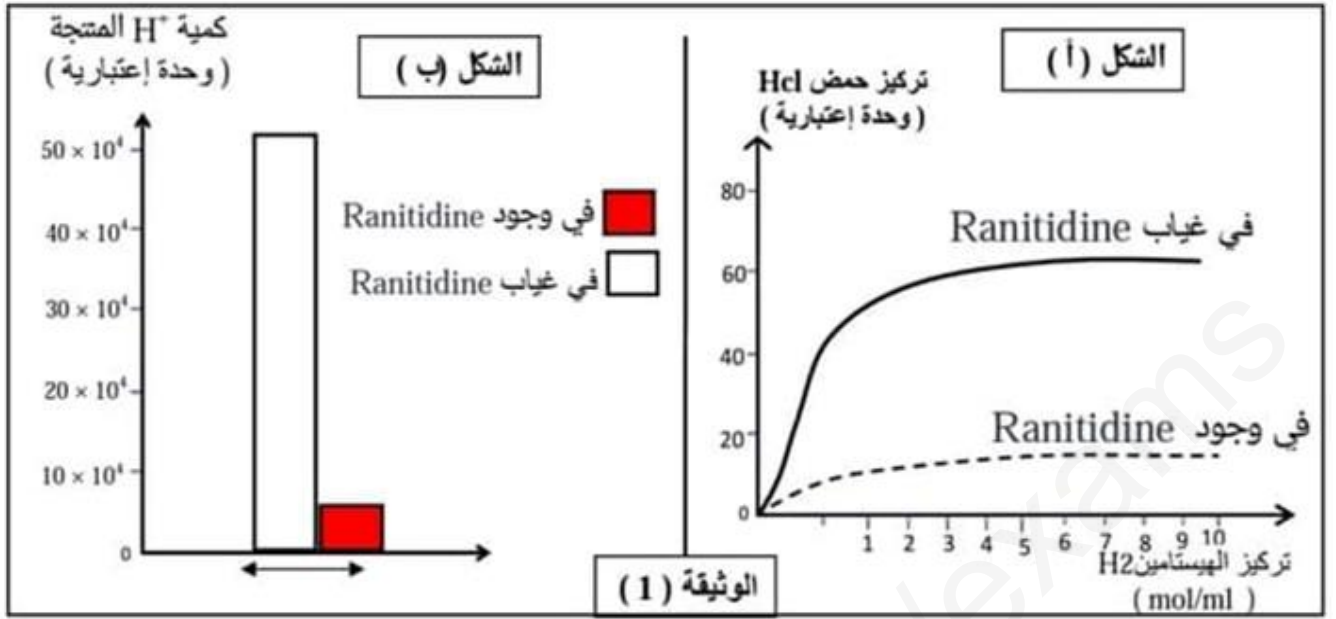 الشكل ( أ )
تركيز حمض Hcl
( وحدة إعتبارية )
80
60
40
20
0
في غياب Ranitidine
في وجود Ranitidine
1 2 3 4 5 6 7 8 9 10
تركيز الهيستامين H2
( mol/ml )
الشكل ( ب )
كمية H⁺ المنتجة
( وحدة إعتبارية )
50 × 10⁴
40 × 10⁴
30 × 10⁴
20 × 10⁴
10 × 10⁴
0
في وجود Ranitidine
في غياب Ranitidine
الوثيقة ( 1 )